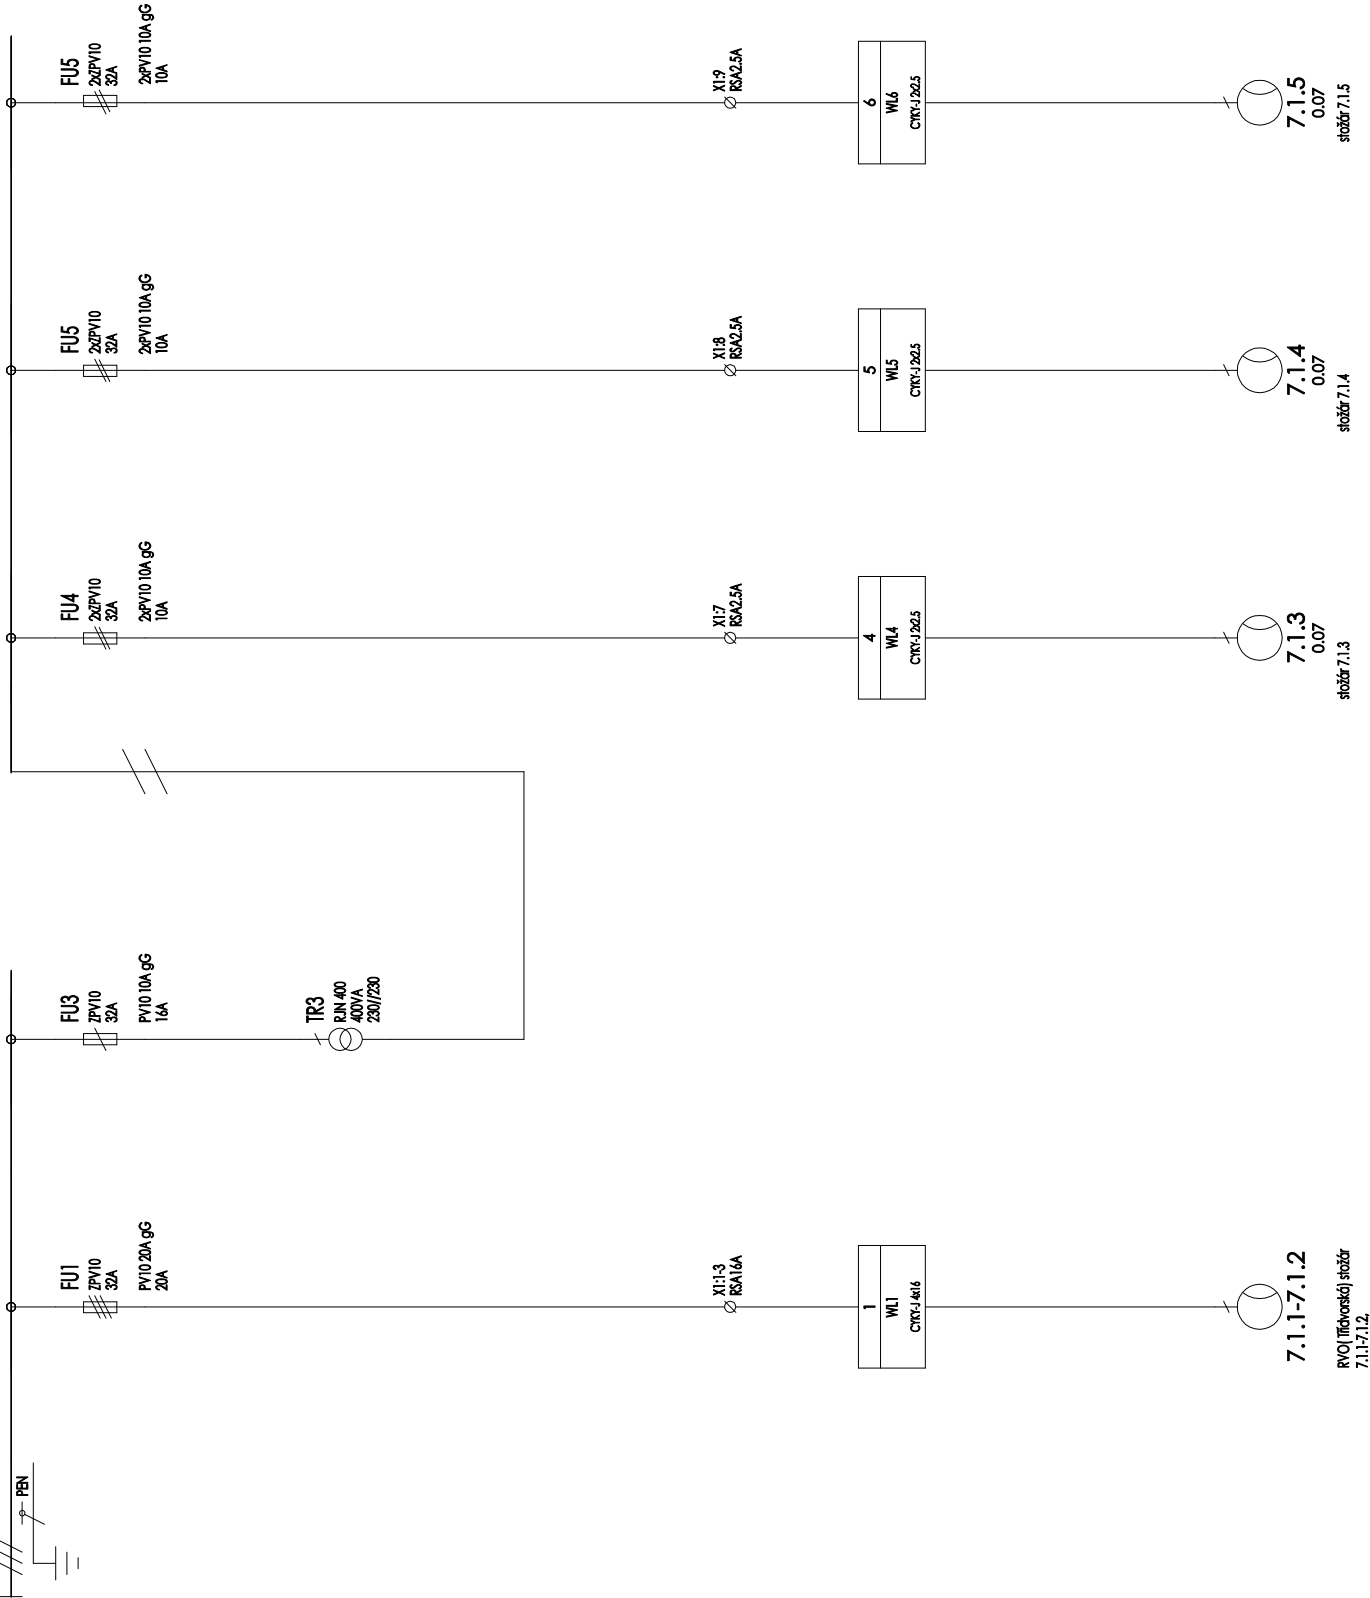 PEN
FU1
ZPV10
32A
PV10 20A gG
20A
X1:1-3
RSA16A
1
WL1
CYKY-J 4x16
7.1.1-7.1.2
RVO( Třídvorská) stožár
7.1.1-7.1.2,
FU3
ZPV10
32A
PV10 10A gG
16A
TR3
RJN 400
400VA
230//230
FU4
2xZPV10
32A
2xPV10 10A gG
10A
X1:7
RSA2.5A
4
WL4
CYKY-J 2x2.5
7.1.3
0.07
stožár 7.1.3
FU5
2xZPV10
32A
2xPV10 10A gG
10A
X1:8
RSA2.5A
5
WL5
CYKY-J 2x2.5
7.1.4
0.07
stožár 7.1.4
FU5
2xZPV10
32A
2xPV10 10A gG
10A
X1:9
RSA2.5A
6
WL6
CYKY-J 2x2.5
7.1.5
0.07
stožár 7.1.5